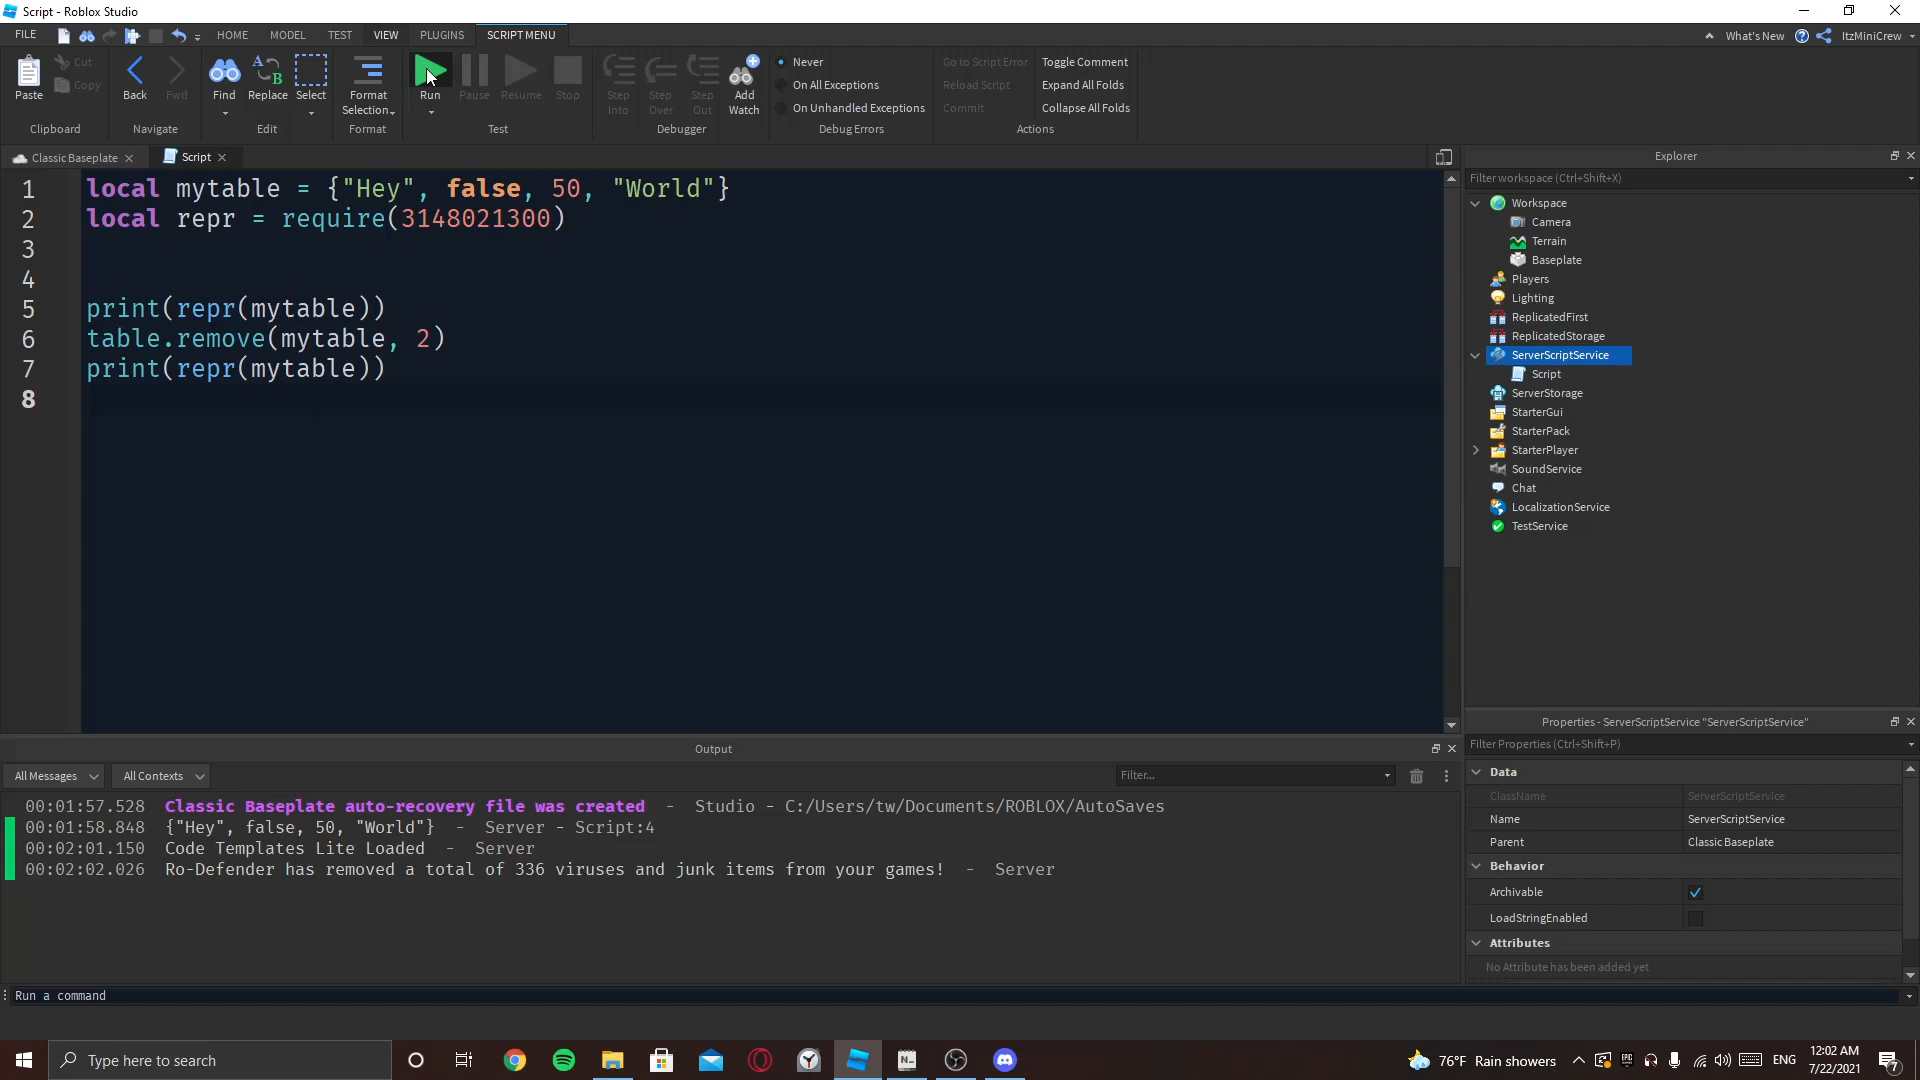 Script - Roblox Studio
FILE HOME MODEL TEST VIEW PLUGINS SCRIPT MENU What's New ItzMiniCrew
Paste Cut Copy Clipboard
Back Fwd Navigate
Find Replace Select Edit
Format Selection Format
Run Pause Resume Stop Test
Step Into Step Over Step Out Add Watch Debugger
Never
On All Exceptions
On Unhandled Exceptions
Debug Errors
Go to Script Error Toggle Comment
Reload Script Expand All Folds
Commit Collapse All Folds
Actions
Classic Baseplate Script
1 local mytable = {"Hey", false, 50, "World"}
2 local repr = require(3148021300)
3
4
5 print(repr(mytable))
6 table.remove(mytable, 2)
7 print(repr(mytable))
8
Explorer
Filter workspace (Ctrl+Shift+X)
Workspace
Camera
Terrain
Baseplate
Players
Lighting
ReplicatedFirst
ReplicatedStorage
ServerScriptService
Script
ServerStorage
StarterGui
StarterPack
StarterPlayer
SoundService
Chat
LocalizationService
TestService
Output
All Messages All Contexts Filter...
00:01:57.528 Classic Baseplate auto-recovery file was created - Studio - C:/Users/tw/Documents/ROBLOX/AutoSaves
00:01:58.848 {"Hey", false, 50, "World"} - Server - Script:4
00:02:01.150 Code Templates Lite Loaded - Server
00:02:02.026 Ro-Defender has removed a total of 336 viruses and junk items from your games! - Server
Properties - ServerScriptService "ServerScriptService"
Filter Properties (Ctrl+Shift+P)
Data
ClassName ServerScriptService
Name ServerScriptService
Parent Classic Baseplate
Behavior
Archivable
LoadStringEnabled
Attributes
No Attribute has been added yet
Run a command
Type here to search
76°F Rain showers ENG 12:02 AM
7/22/2021 7